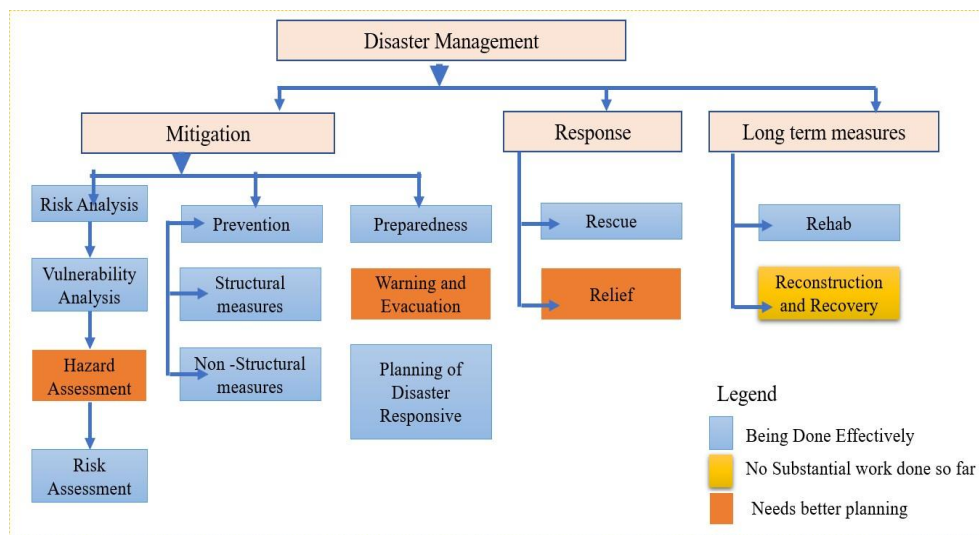 Disaster Management
Mitigation
Response
Long term measures
Risk Analysis
Prevention
Preparedness
Rescue
Rehab
Vulnerability
Analysis
Structural
measures
Warning and
Evacuation
Relief
Reconstruction
and Recovery
Hazard
Assessment
Non -Structural
measures
Planning of
Disaster
Responsive
Risk
Assessment
Legend
Being Done Effectively
No Substantial work done so far
Needs better planning